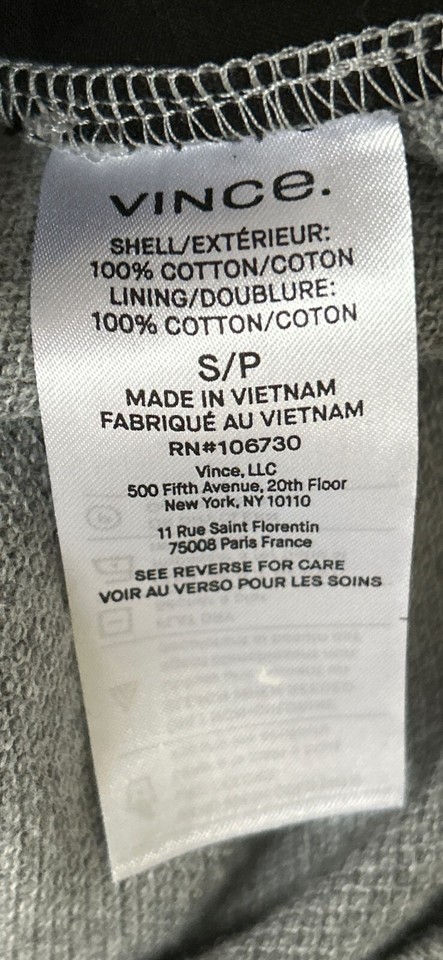 VINCE.
SHELL/EXTÉRIEUR:
100% COTTON/COTON
LINING/DOUBLURE:
100% COTTON/COTON
S/P
MADE IN VIETNAM
FABRIQUÉ AU VIETNAM
RN#106730
Vince, LLC
500 Fifth Avenue, 20th Floor
New York, NY 10110
11 Rue Saint Florentin
75008 Paris France
SEE REVERSE FOR CARE
VOIR AU VERSO POUR LES SOINS